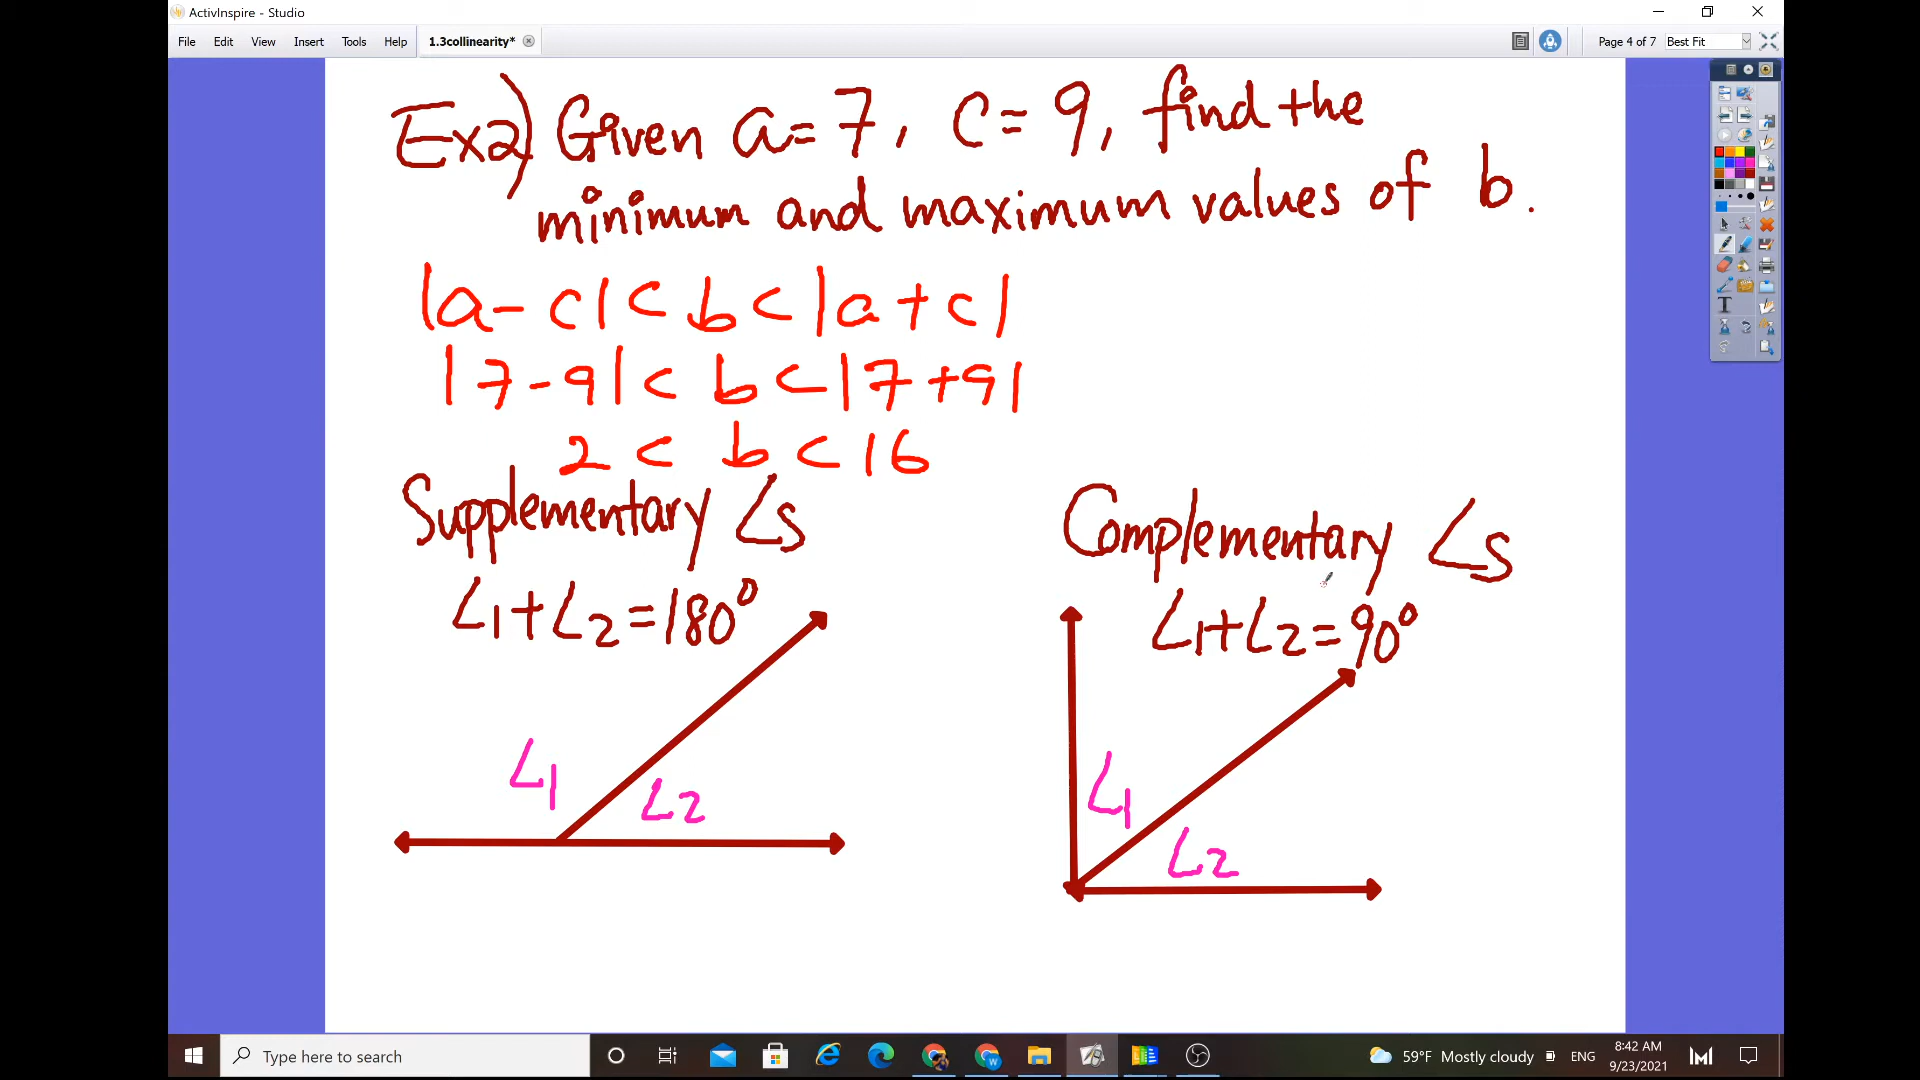 ActivInspire - Studio
File Edit View Insert Tools Help 1.3collinearity* Page 4 of 7 Best Fit
Ex2) Given a=7, c=9, find the
minimum and maximum values of b.
|a-c|<b<|a+c|
|7-9|<b<|7+9|
2<b<16
Supplementary ∠s
∠1+∠2=180°
∠1
∠2
Complementary ∠s
∠1+∠2=90°
∠1
∠2
Type here to search
59°F Mostly cloudy ENG
8:42 AM
9/23/2021